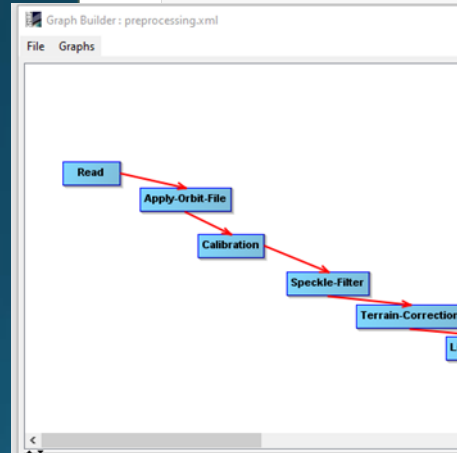 Graph Builder : preprocessing.xml
File Graphs
Read
Apply-Orbit-File
Calibration
Speckle-Filter
Terrain-Correction